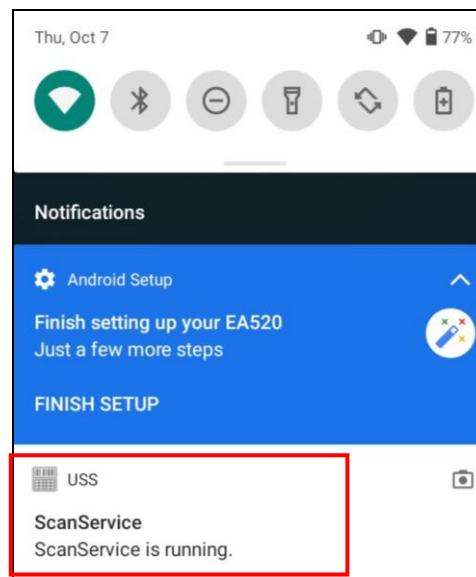 Thu, Oct 7 77%
Notifications
Android Setup
Finish setting up your EA520
Just a few more steps
FINISH SETUP
USS
ScanService
ScanService is running.